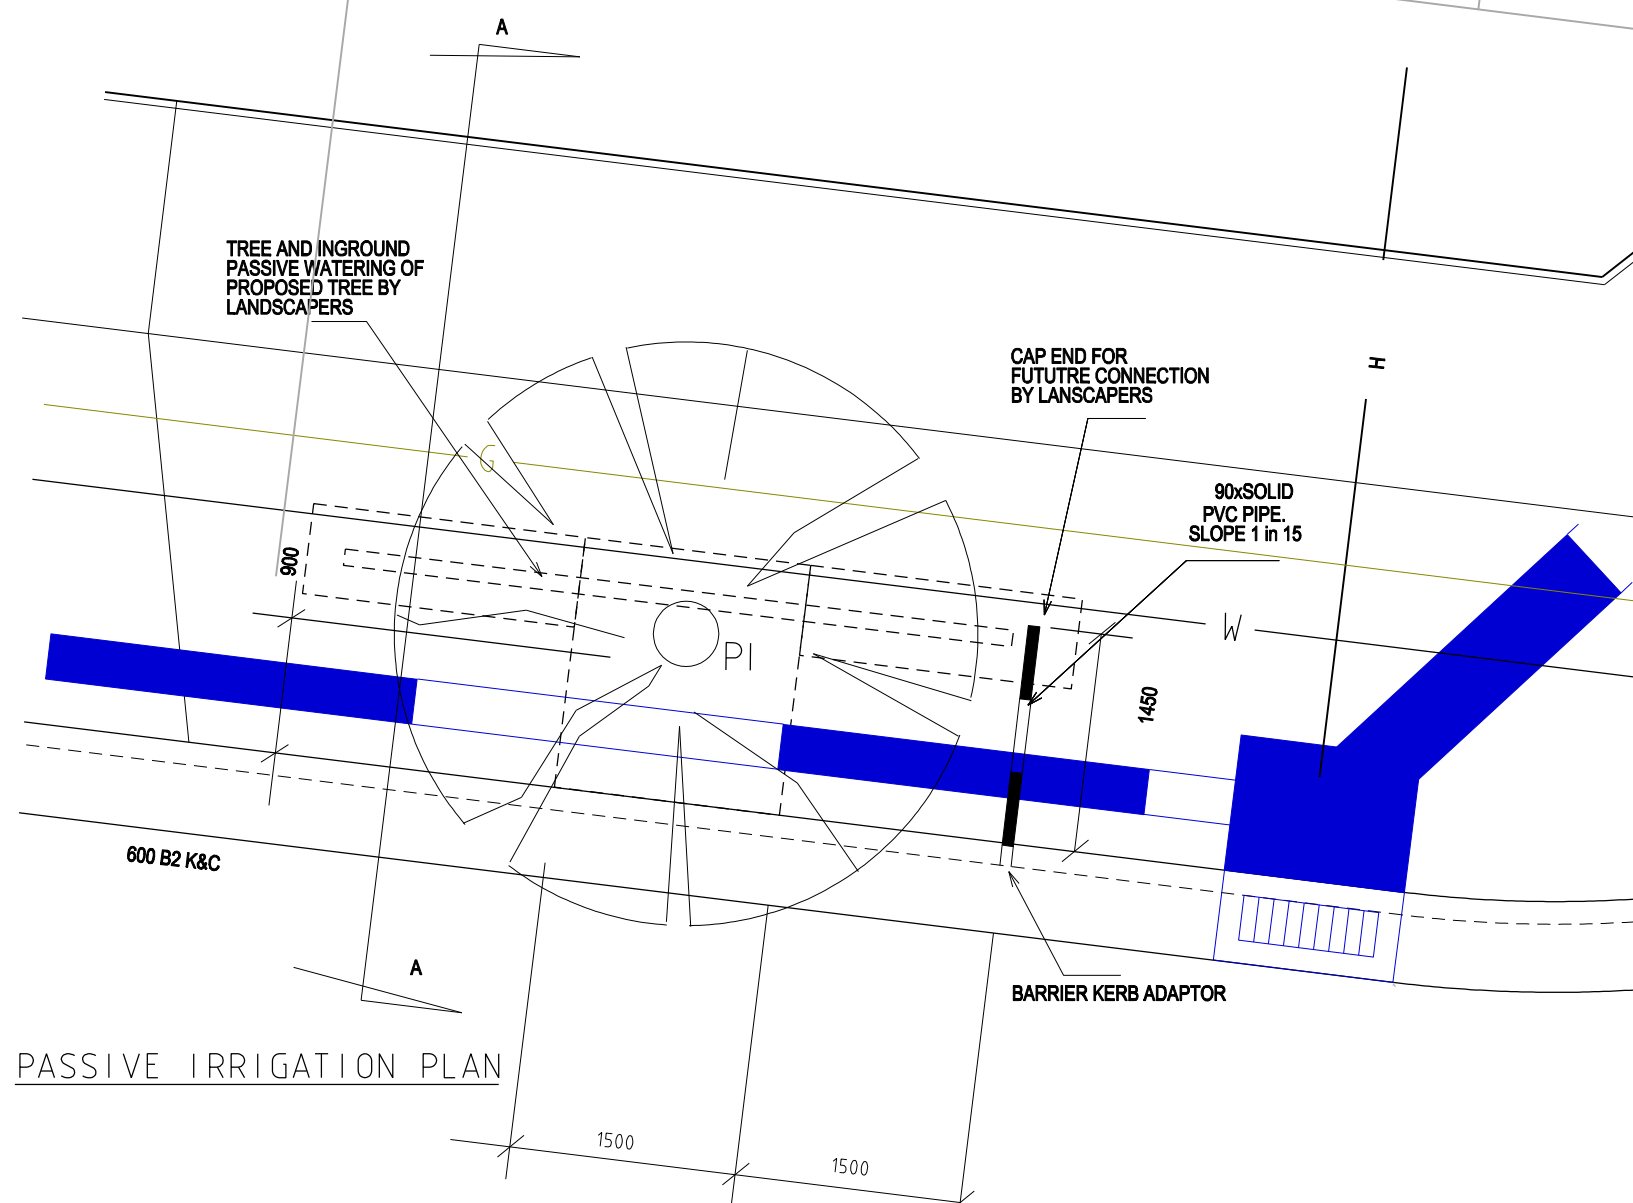 A
TREE AND INGROUND
PASSIVE WATERING OF
PROPOSED TREE BY
LANDSCAPERS
CAP END FOR
FUTUTRE CONNECTION
BY LANSCAPERS
H
G
90xSOLID
PVC PIPE.
SLOPE 1 in 15
900
W
PI
1450
600 B2 K&C
A
BARRIER KERB ADAPTOR
PASSIVE IRRIGATION PLAN
1500
1500